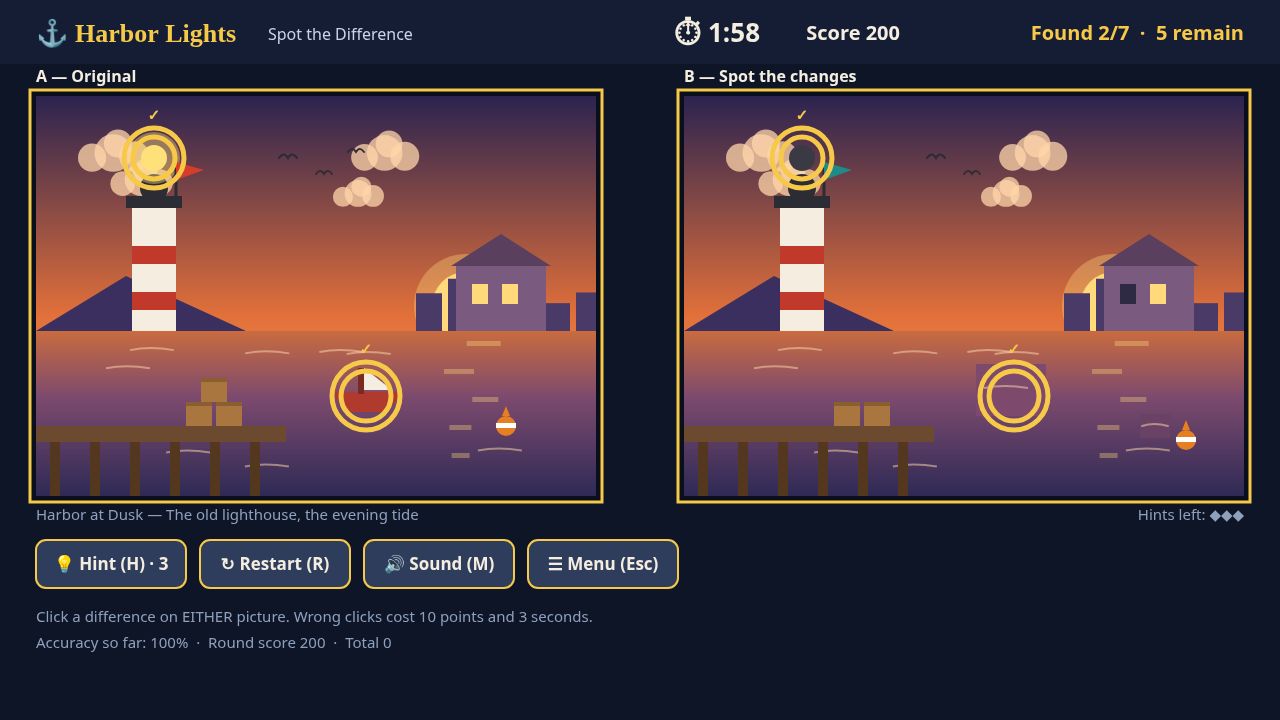 ⚓ Harbor Lights
Spot the Difference
⏱ 1:58
Score 200
Found 2/7 · 5 remain
A — Original
B — Spot the changes
✓
✓
✓
✓
Harbor at Dusk — The old lighthouse, the evening tide
Hints left: ◆◆◆
💡 Hint (H) · 3
↻ Restart (R)
🔊 Sound (M)
☰ Menu (Esc)
Click a difference on EITHER picture. Wrong clicks cost 10 points and 3 seconds.
Accuracy so far: 100% · Round score 200 · Total 0